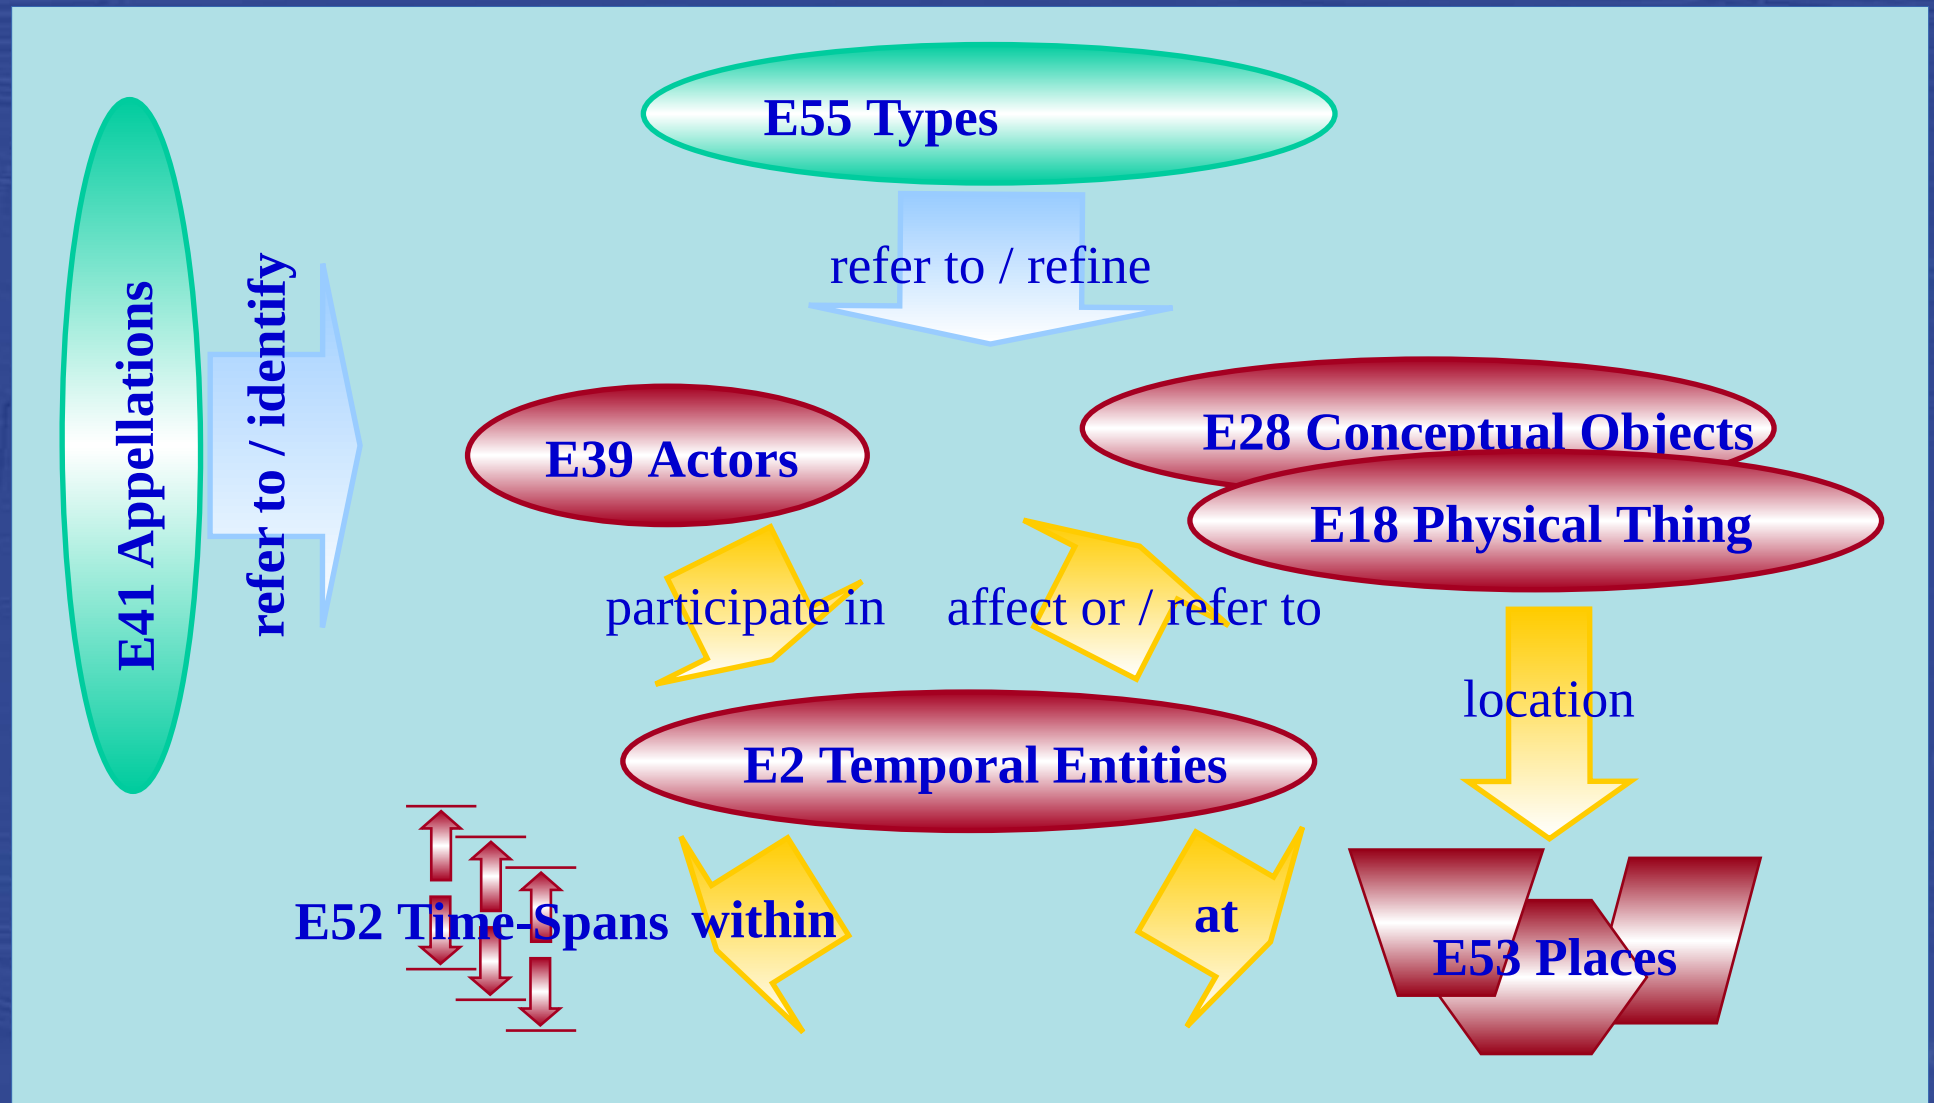 E55 Types
refer to / refine
E41 Appellations
refer to / identify
E39 Actors
E28 Conceptual Objects
E18 Physical Thing
participate in
affect or / refer to
location
E2 Temporal Entities
E52 Time-Spans
within
at
E53 Places